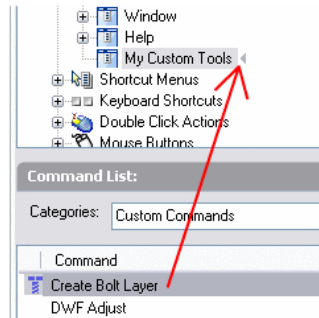 Window
Help
My Custom Tools
Shortcut Menus
Keyboard Shortcuts
Double Click Actions
Mouse Buttons
Command List:
Categories: Custom Commands
Command
Create Bolt Layer
DWF Adjust